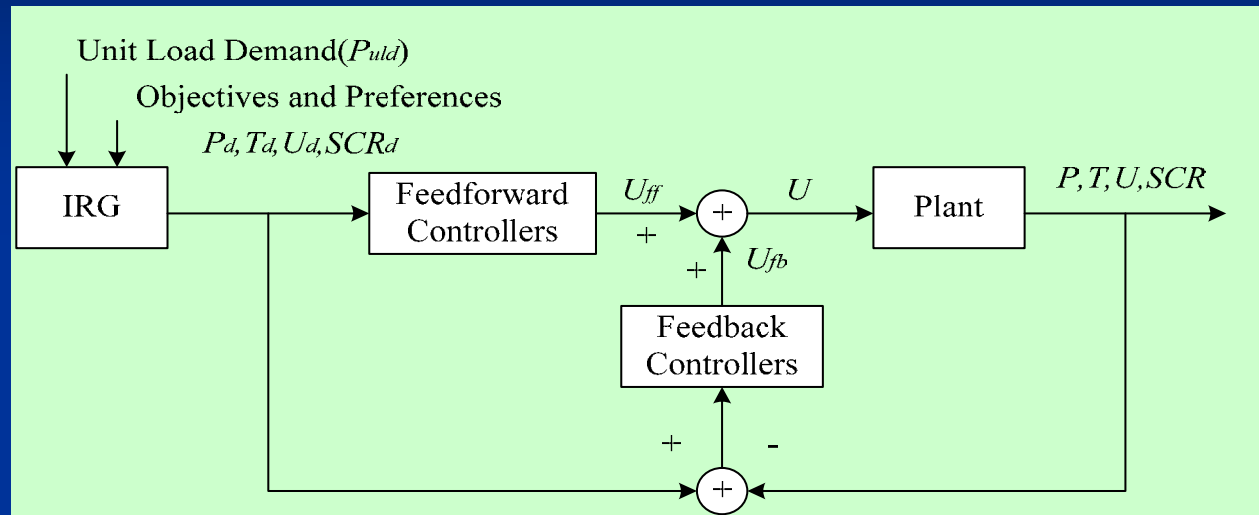 Unit Load Demand(Puld)
Objectives and Preferences
Pd,Td,Ud,SCRd
IRG
Feedforward
Controllers
Uff
+
+
U
Plant
P,T,U,SCR
+
Ufb
Feedback
Controllers
+
-
+